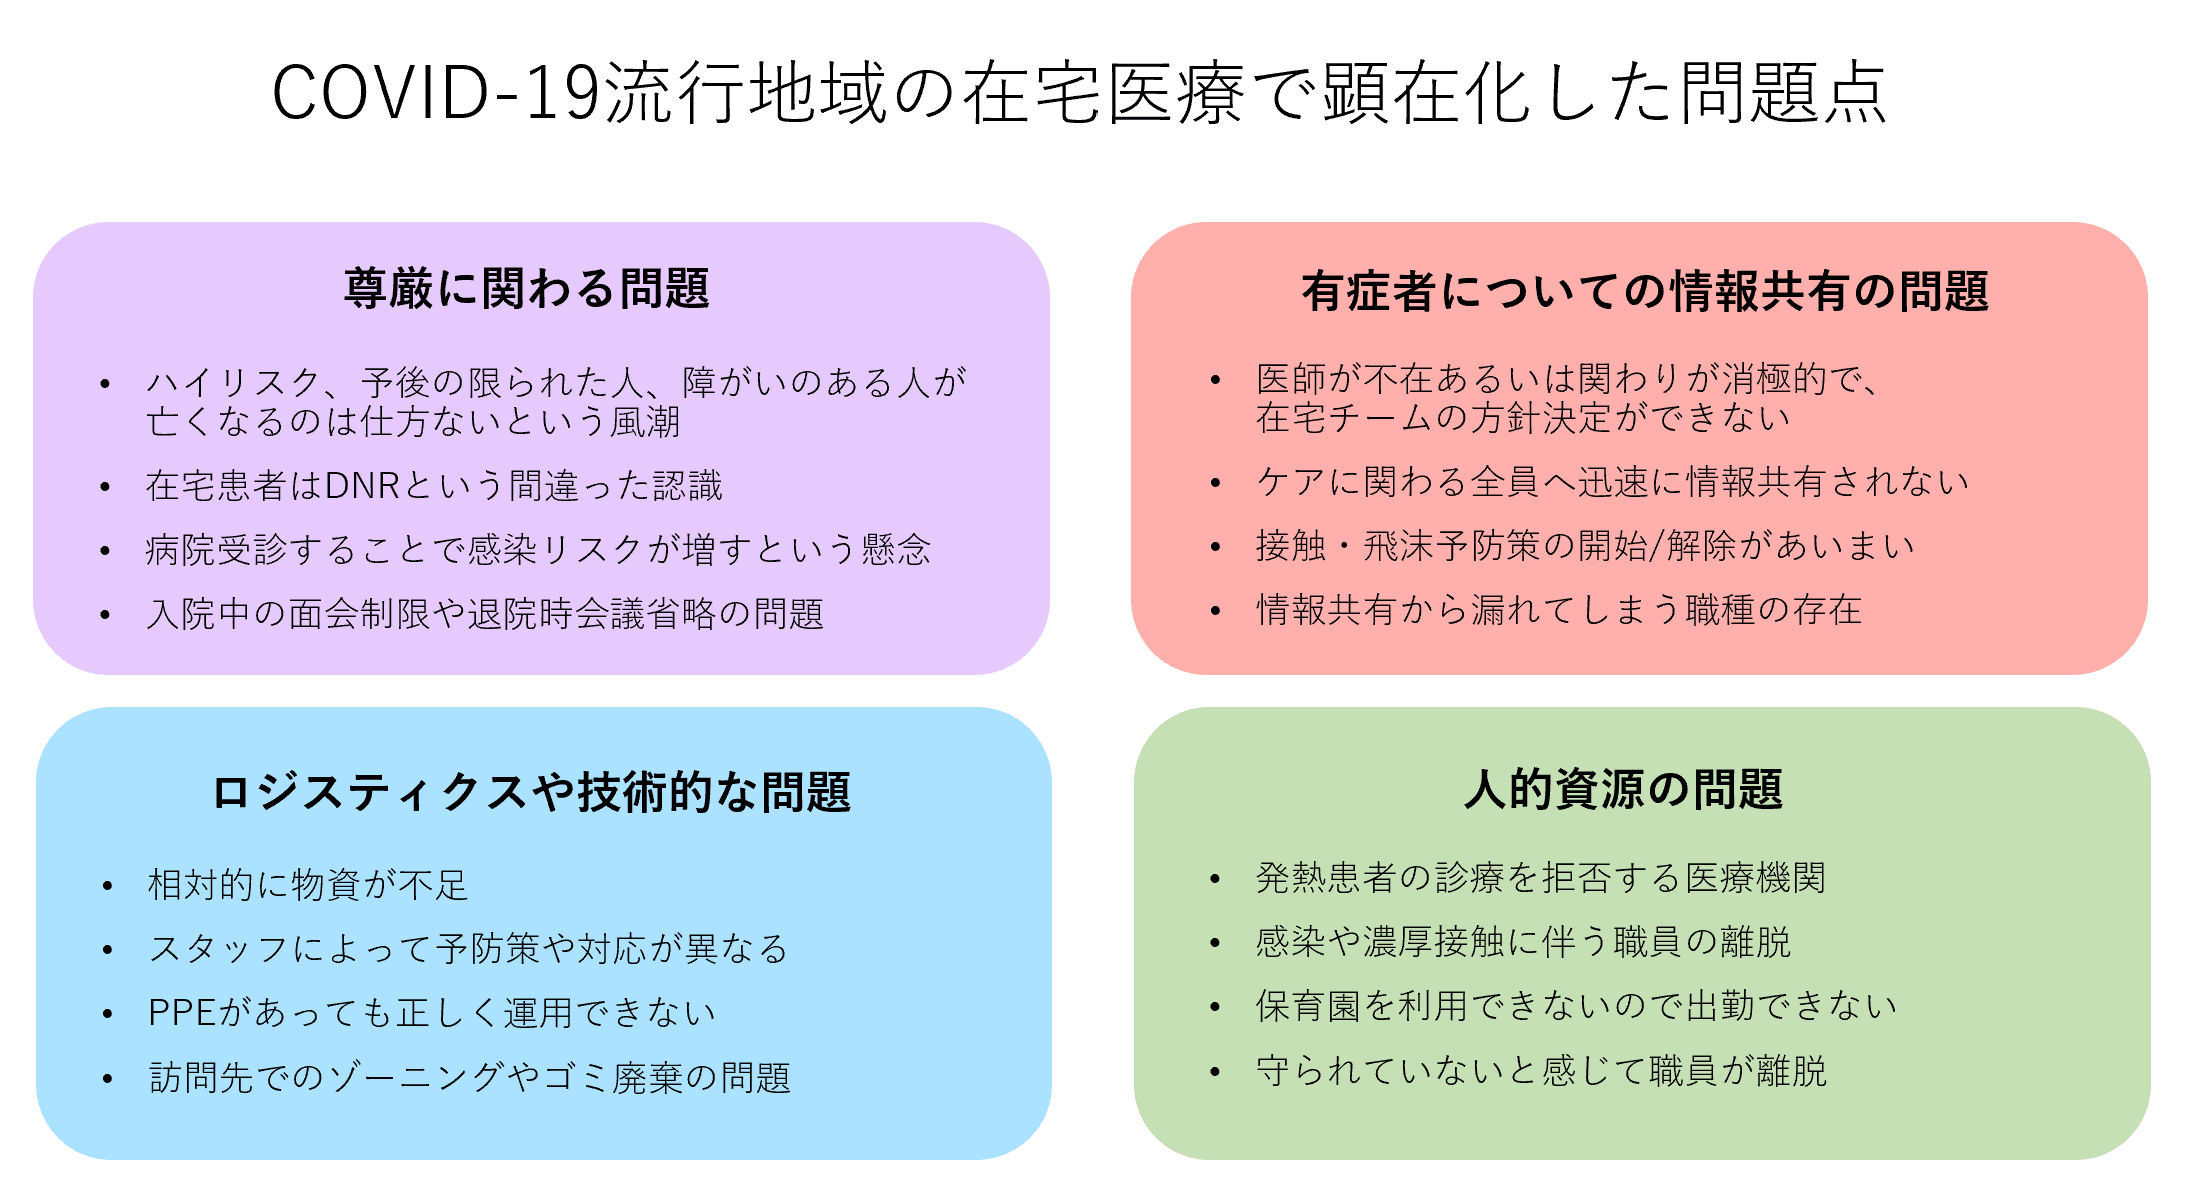 COVID-19流行地域の在宅医療で顕在化した問題点
尊厳に関わる問題
• ハイリスク、予後の限られた人、障がいのある人が
亡くなるのは仕方ないという風潮
• 在宅患者はDNRという間違った認識
• 病院受診することで感染リスクが増すという懸念
• 入院中の面会制限や退院時会議省略の問題
有症者についての情報共有の問題
• 医師が不在あるいは関わりが消極的で、
在宅チームの方針決定ができない
• ケアに関わる全員へ迅速に情報共有されない
• 接触・飛沫予防策の開始/解除があいまい
• 情報共有から漏れてしまう職種の存在
ロジスティクスや技術的な問題
• 相対的に物資が不足
• スタッフによって予防策や対応が異なる
• PPEがあっても正しく運用できない
• 訪問先でのゾーニングやゴミ廃棄の問題
人的資源の問題
• 発熱患者の診療を拒否する医療機関
• 感染や濃厚接触に伴う職員の離脱
• 保育園を利用できないので出勤できない
• 守られていないと感じて職員が離脱